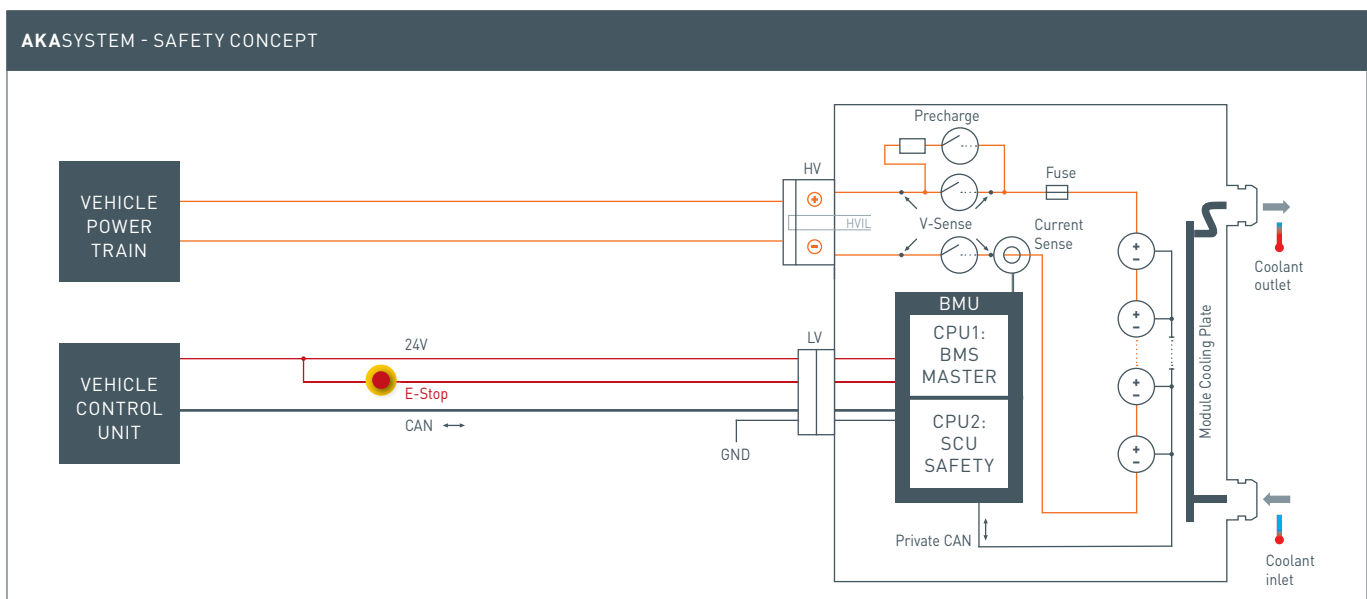 AKASYSTEM - SAFETY CONCEPT
Precharge
HV
Fuse
VEHICLE
POWER
TRAIN
+
-
HVIL
V-Sense
Current
Sense
+
-
+
-
+
-
+
-
Coolant
outlet
Module Cooling Plate
BMU
CPU1:
BMS
MASTER
CPU2:
SCU
SAFETY
LV
VEHICLE
CONTROL
UNIT
24V
E-Stop
CAN
GND
Private CAN
Coolant
inlet